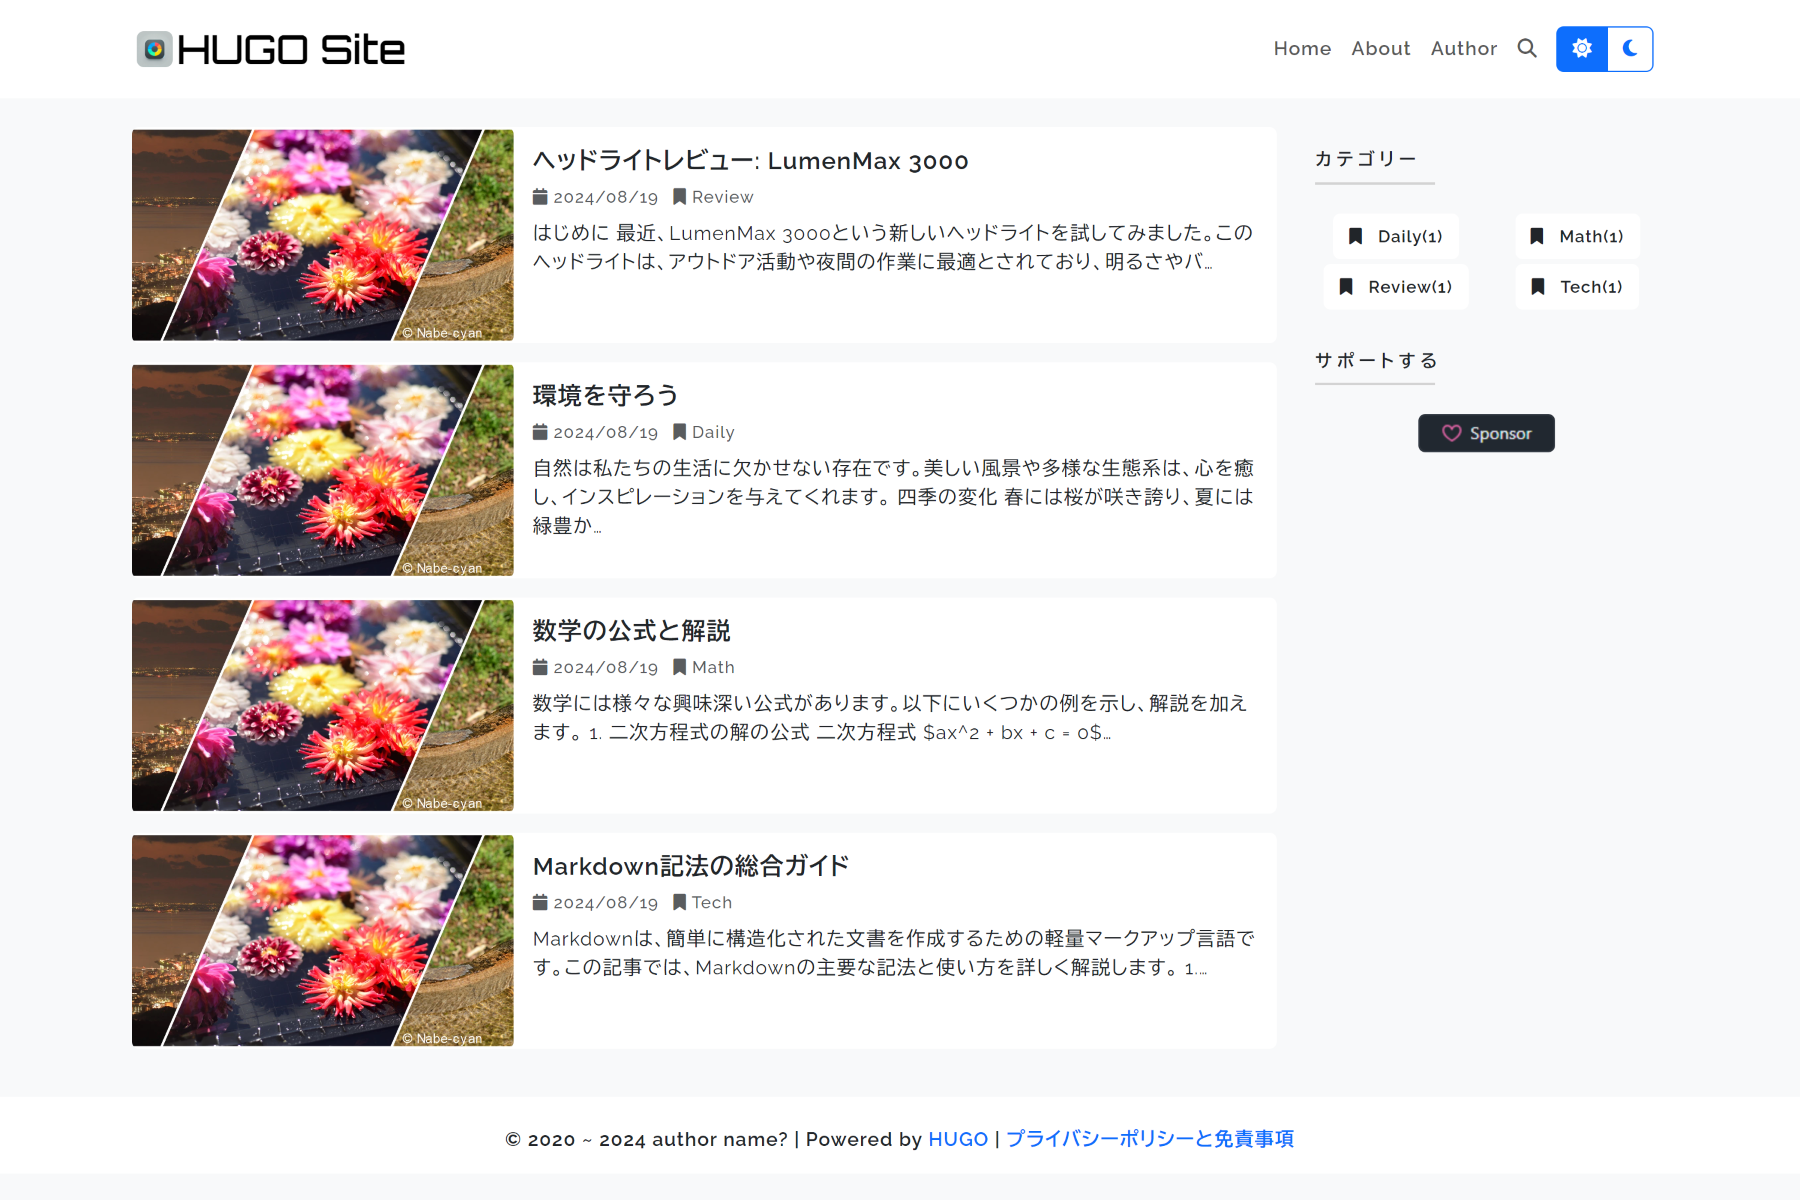 HUGO Site
Home About Author
© Nabe-cyan
ヘッドライトレビュー: LumenMax 3000
2024/08/19 Review
はじめに 最近、LumenMax 3000という新しいヘッドライトを試してみました。この
ヘッドライトは、アウトドア活動や夜間の作業に最適とされており、明るさやバ…
© Nabe-cyan
環境を守ろう
2024/08/19 Daily
自然は私たちの生活に欠かせない存在です。美しい風景や多様な生態系は、心を癒
し、インスピレーションを与えてくれます。 四季の変化 春には桜が咲き誇り、夏には
緑豊か…
© Nabe-cyan
数学の公式と解説
2024/08/19 Math
数学には様々な興味深い公式があります。以下にいくつかの例を示し、解説を加え
ます。 1. 二次方程式の解の公式 二次方程式 $ax^2 + bx + c = 0$…
© Nabe-cyan
Markdown記法の総合ガイド
2024/08/19 Tech
Markdownは、簡単に構造化された文書を作成するための軽量マークアップ言語で
す。この記事では、Markdownの主要な記法と使い方を詳しく解説します。 1.…
カテゴリー
Daily(1) Math(1)
Review(1) Tech(1)
サポートする
Sponsor
© 2020 ~ 2024 author name? | Powered by HUGO | プライバシーポリシーと免責事項